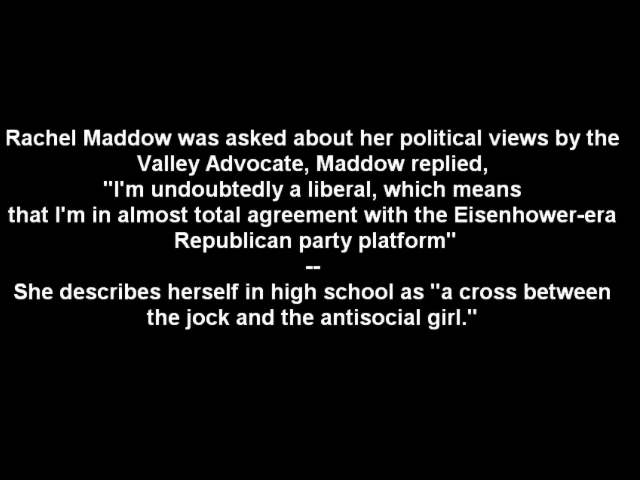 Rachel Maddow was asked about her political views by the
Valley Advocate, Maddow replied,
"I'm undoubtedly a liberal, which means
that I'm in almost total agreement with the Eisenhower-era
Republican party platform"
--
She describes herself in high school as "a cross between
the jock and the antisocial girl."